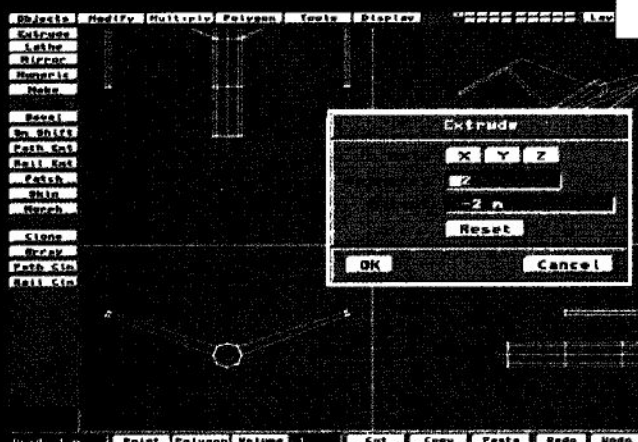 Objects Modify Multiply Polygon Tools Display Lay
Extrude
Lathe
Mirror
Numeric
Make
Bevel
Sm Shift
Path Ext
Rail Ext
Patch
Skin
Morph
Clone
Array
Path Cln
Rail Cln
Extrude
X Y Z
2
-2 m
Reset
OK Cancel
Point Polygon Volume Cut Copy Paste Redo Undo